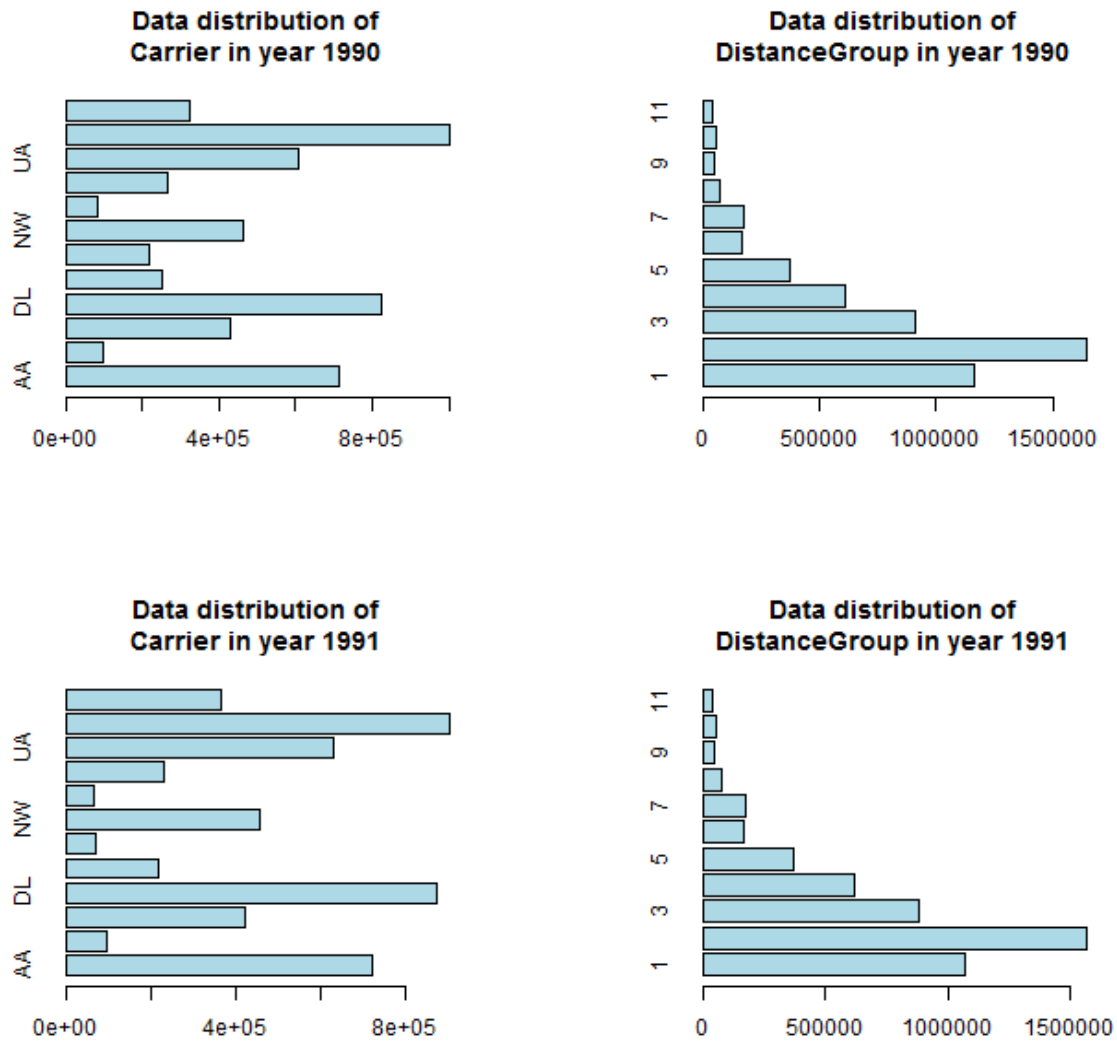 Data distribution of
Carrier in year 1990
UA
NW
DL
AA
0e+00 4e+05 8e+05
Data distribution of
DistanceGroup in year 1990
11
9
7
5
3
1
0 500000 1000000 1500000
Data distribution of
Carrier in year 1991
UA
NW
DL
AA
0e+00 4e+05 8e+05
Data distribution of
DistanceGroup in year 1991
11
9
7
5
3
1
0 500000 1000000 1500000